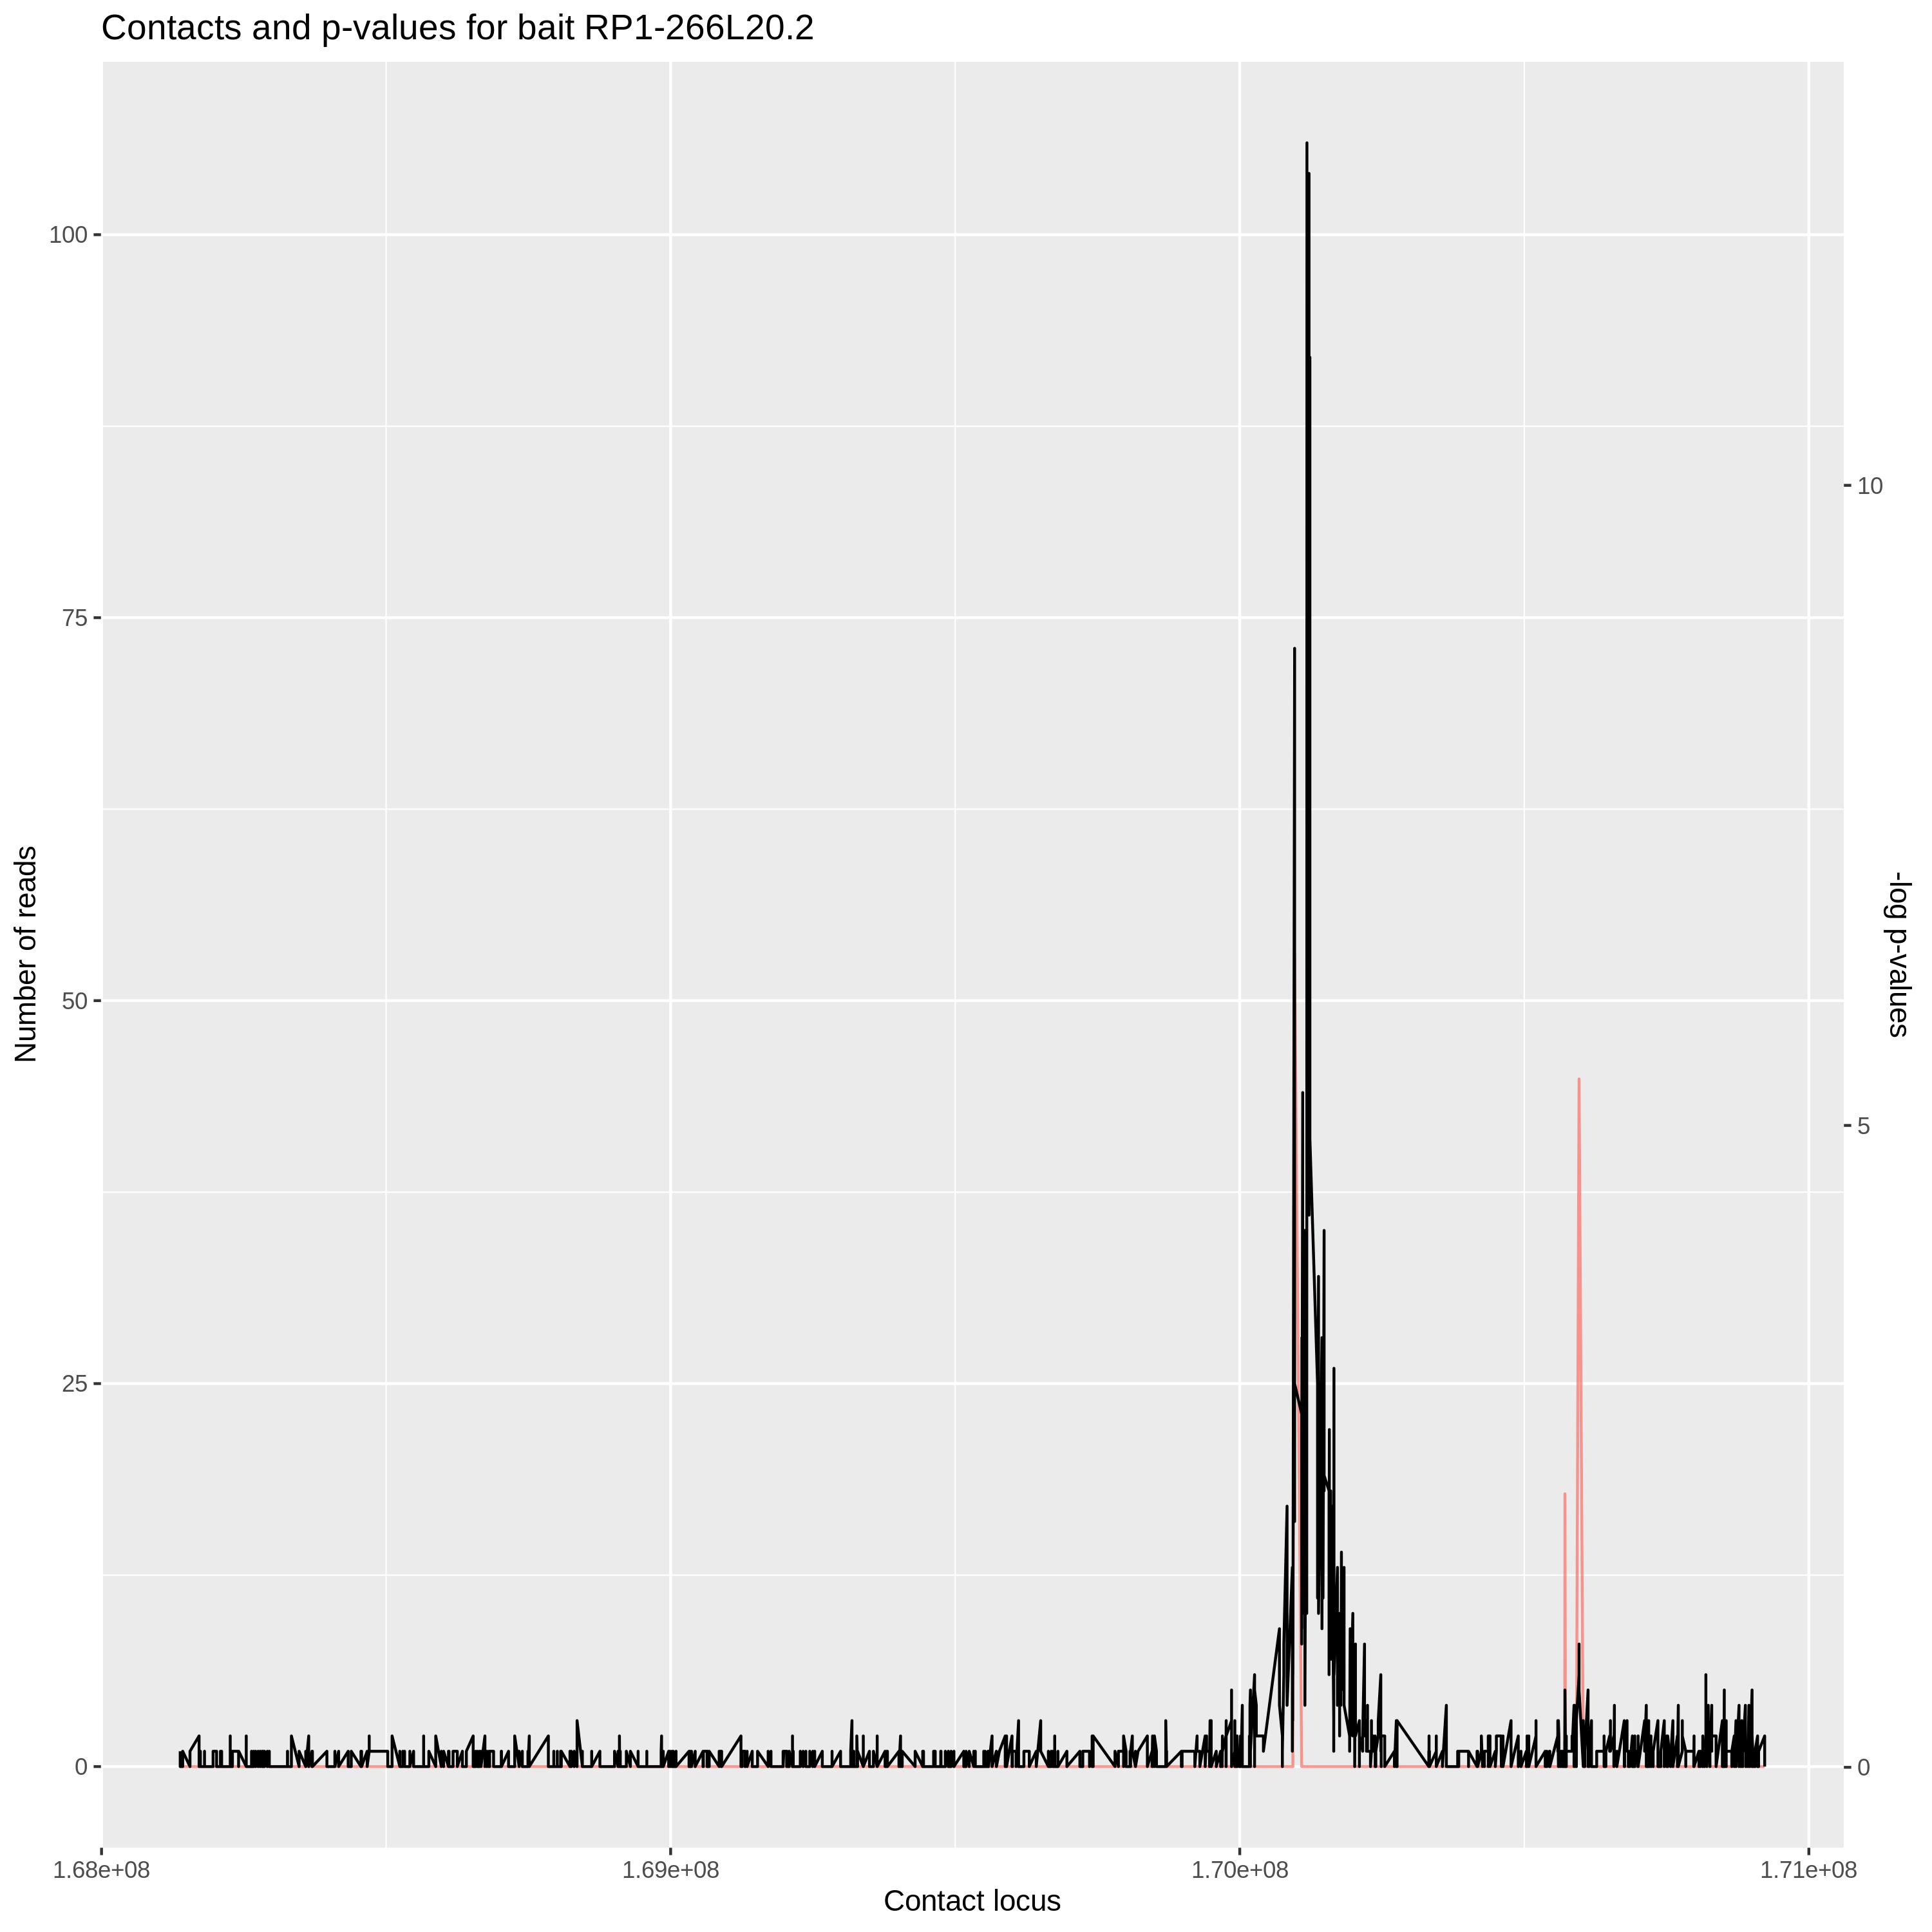 Contacts and p-values for bait RP1-266L20.2
100
75
50
25
0
Number of reads
10
5
0
-log p-values
1.68e+08
1.69e+08
1.70e+08
1.71e+08
Contact locus